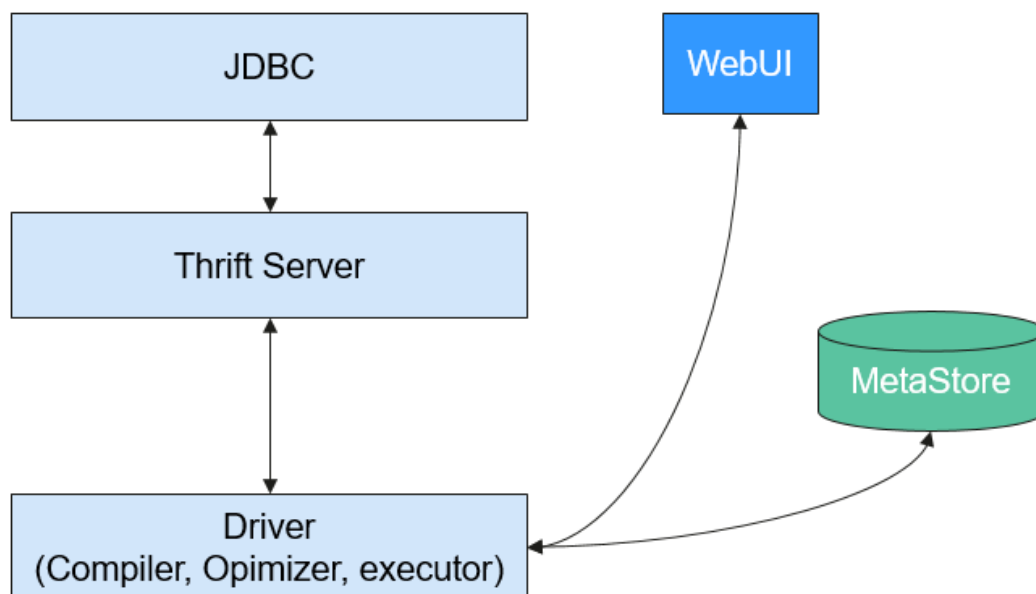 JDBC
WebUI
Thrift Server
MetaStore
Driver
(Compiler, Opimizer, executor)